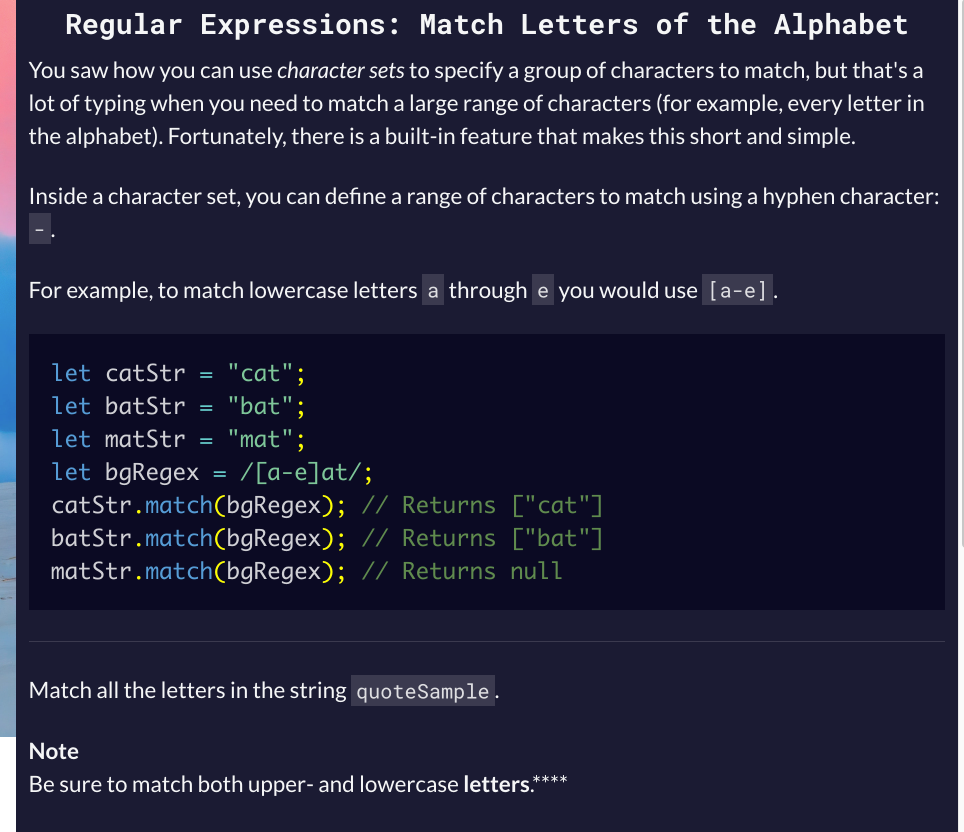 Regular Expressions: Match Letters of the Alphabet
You saw how you can use character sets to specify a group of characters to match, but that's a
lot of typing when you need to match a large range of characters (for example, every letter in
the alphabet). Fortunately, there is a built-in feature that makes this short and simple.
Inside a character set, you can define a range of characters to match using a hyphen character:
-.
For example, to match lowercase letters a through e you would use [a-e].
let catStr = "cat";
let batStr = "bat";
let matStr = "mat";
let bgRegex = /[a-e]at/;
catStr.match(bgRegex); // Returns ["cat"]
batStr.match(bgRegex); // Returns ["bat"]
matStr.match(bgRegex); // Returns null
Match all the letters in the string quoteSample.
Note
Be sure to match both upper- and lowercase letters.****